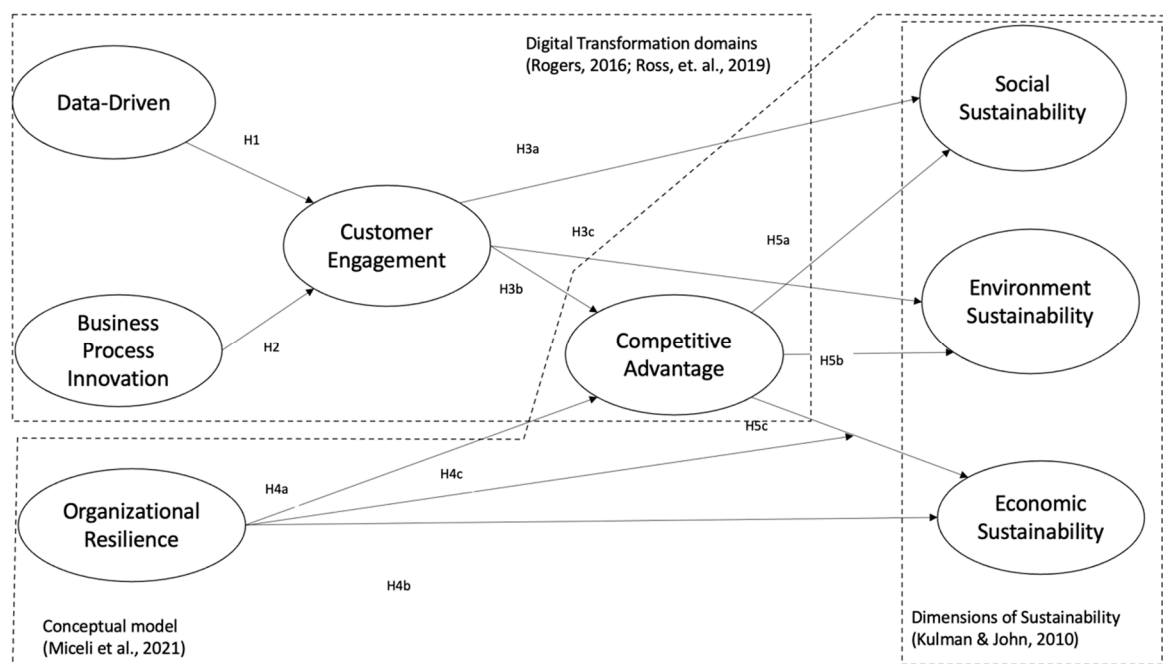 Digital Transformation domains
(Rogers, 2016; Ross, et. al., 2019)
Data-Driven
Social
Sustainability
H1
H3a
Customer
Engagement
H3c
H5a
H3b
Environment
Sustainability
Business
Process
Innovation
H2
Competitive
Advantage
H5b
H5c
H4c
H4a
Organizational
Resilience
Economic
Sustainability
H4b
Conceptual model
(Miceli et al., 2021)
Dimensions of Sustainability
(Kulman & John, 2010)